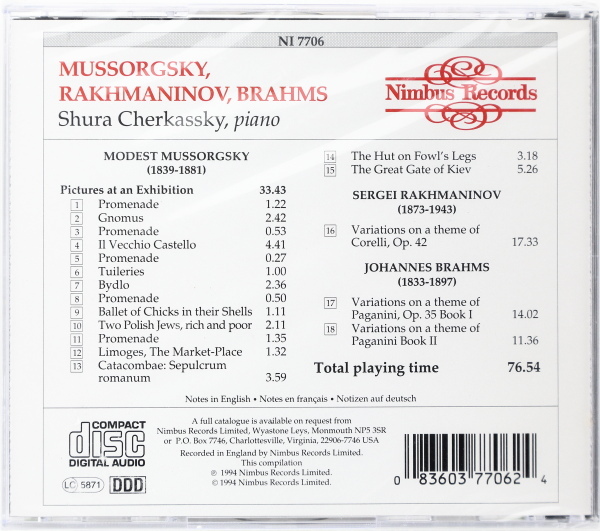 NI 7706
MUSSORGSKY,
RAKHMANINOV, BRAHMS
Shura Cherkassky, piano
Nimbus Records
MODEST MUSSORGSKY
(1839-1881)
Pictures at an Exhibition 33.43
1 Promenade 1.22
2 Gnomus 2.42
3 Promenade 0.53
4 Il Vecchio Castello 4.41
5 Promenade 0.27
6 Tuileries 1.00
7 Bydlo 2.36
8 Promenade 0.50
9 Ballet of Chicks in their Shells 1.11
10 Two Polish Jews, rich and poor 2.11
11 Promenade 1.35
12 Limoges, The Market-Place 1.32
13 Catacombae: Sepulcrum
romanum 3.59
14 The Hut on Fowl's Legs 3.18
15 The Great Gate of Kiev 5.26
SERGEI RAKHMANINOV
(1873-1943)
16 Variations on a theme of
Corelli, Op. 42 17.33
JOHANNES BRAHMS
(1833-1897)
17 Variations on a theme of
Paganini, Op. 35 Book I 14.02
18 Variations on a theme of
Paganini Book II 11.36
Total playing time 76.54
Notes in English • Notes en français • Notizen auf deutsch
COMPACT
disc
DIGITAL AUDIO
LC 5871
DDD
A full catalogue is available on request from
Nimbus Records Limited, Wyastone Leys, Monmouth NP5 3SR
or P.O. Box 7746, Charlottesville, Virginia, 22906-7746 USA
Recorded in England by Nimbus Records Limited.
This compilation
℗ 1994 Nimbus Records Limited.
© 1994 Nimbus Records Limited.
0 83603 77062 4